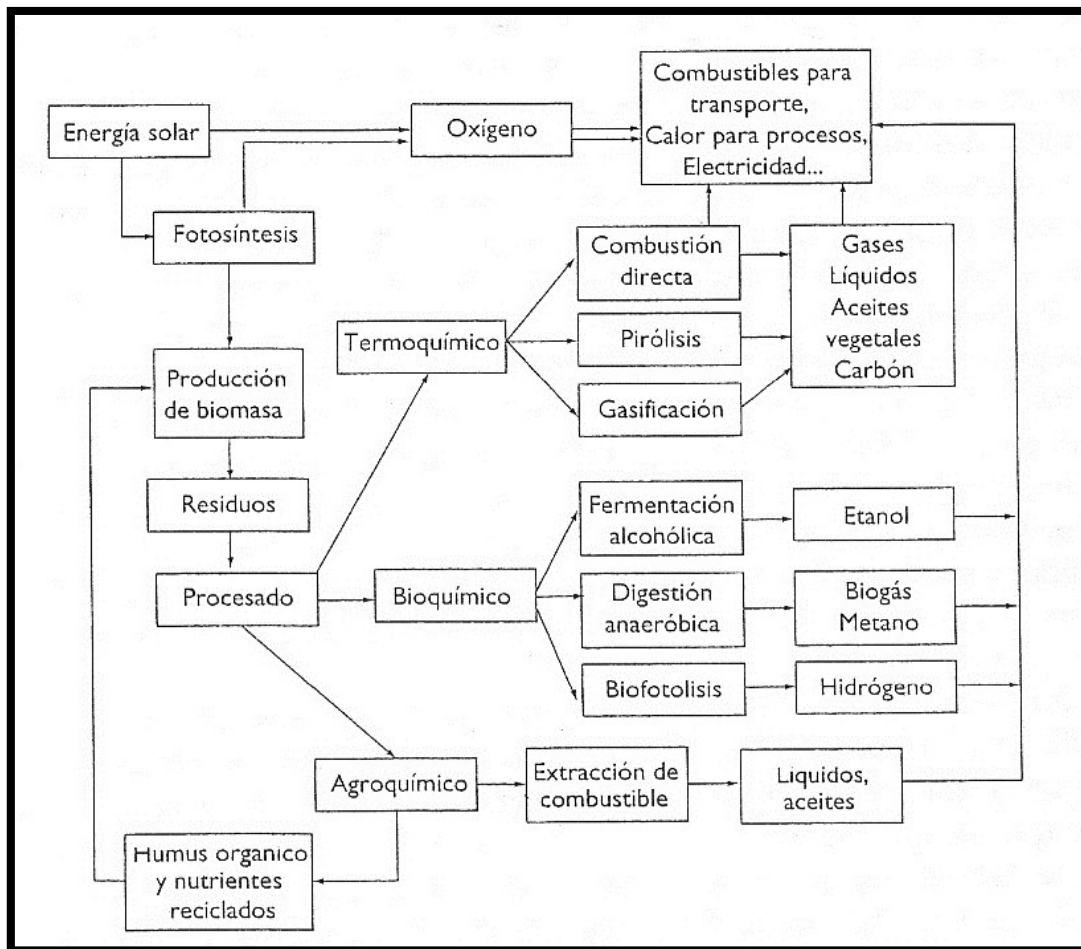 Combustibles para
transporte,
Calor para procesos,
Electricidad...
Energía solar
Oxígeno
Fotosíntesis
Combustión
directa
Gases
Líquidos
Aceites
vegetales
Carbón
Termoquímico
Pirólisis
Producción
de biomasa
Gasificación
Residuos
Fermentación
alcohólica
Etanol
Procesado
Bioquímico
Digestión
anaeróbica
Biogás
Metano
Biofotolisis
Hidrógeno
Agroquímico
Extracción de
combustible
Liquidos,
aceites
Humus organico
y nutrientes
reciclados